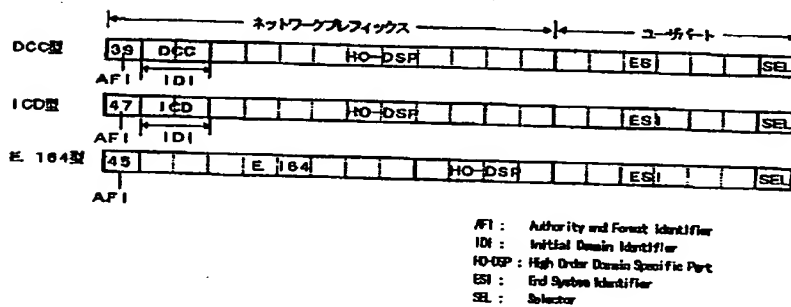 ネットワークプレフィックス ユーザパート
DCC型 39 DCC HO-DSP ESI SEL
AFI IDI
ICD型 47 ICD HO-DSP ESI SEL
AFI IDI
E. 164型 45 E. 164 HO-DSP ESI SEL
AFI
AFI : Authority and Format Identifier
IDI : Initial Domain Identifier
HO-DSP : High Order Domain Specific Part
ESI : End System Identifier
SEL : Selector